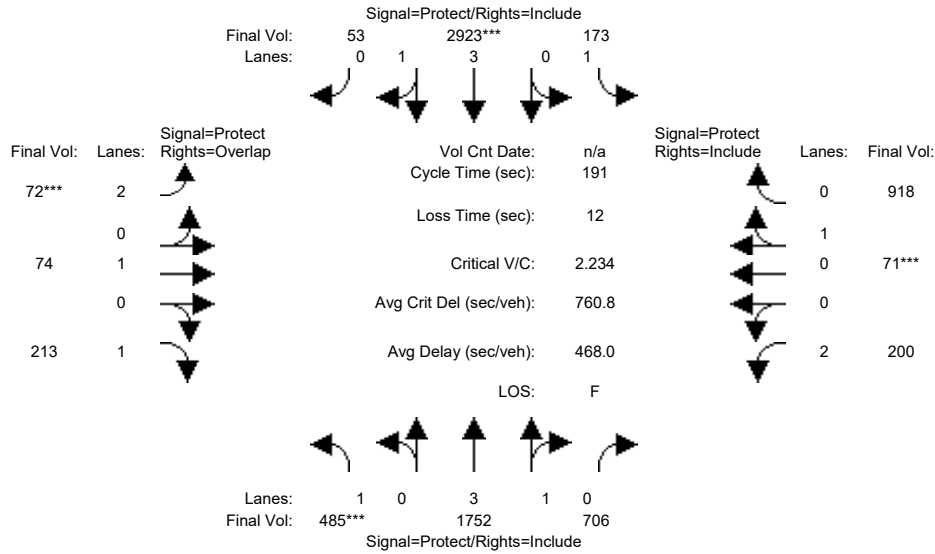 Signal=Protect/Rights=Include
Final Vol: 53 2923*** 173
Lanes: 0 1 3 0 1
Signal=Protect Signal=Protect
Final Vol: Lanes: Rights=Overlap Vol Cnt Date: n/a Rights=Include Lanes: Final Vol:
Cycle Time (sec): 191
72*** 2 0 918
Loss Time (sec): 12
0 1
74 1 Critical V/C: 2.234 0 71***
0 Avg Crit Del (sec/veh): 760.8 0
213 1 Avg Delay (sec/veh): 468.0 2 200
LOS: F
Lanes: 1 0 3 1 0
Final Vol: 485*** 1752 706
Signal=Protect/Rights=Include